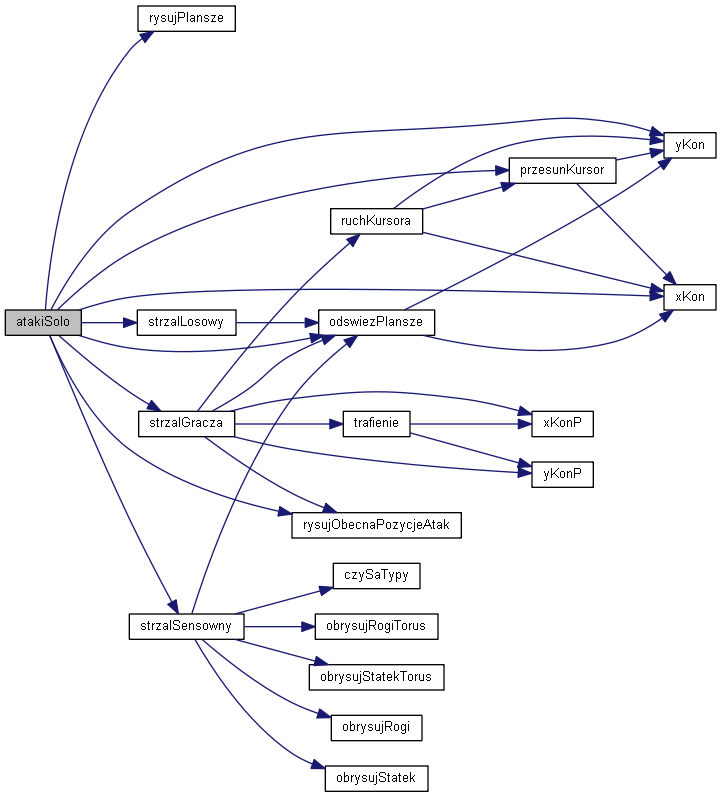 rysujPlansze
yKon
przesunKursor
ruchKursora
xKon
atakiSolo
strzalLosowy
odswiezPlansze
strzalGracza
trafienie
xKonP
yKonP
rysujObecnaPozycjeAtak
czySaTypy
strzalSensowny
obrysujRogiTorus
obrysujStatekTorus
obrysujRogi
obrysujStatek